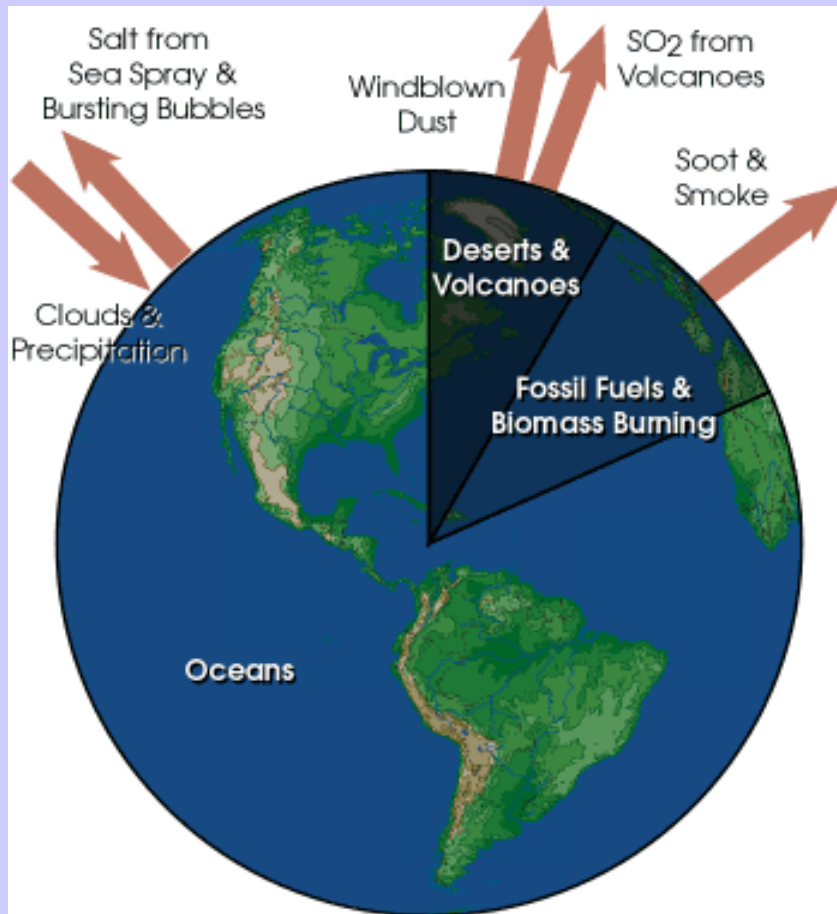 Salt from
Sea Spray &
Bursting Bubbles
Windblown
Dust
SO2 from
Volcanoes
Soot &
Smoke
Clouds &
Precipitation
Deserts &
Volcanoes
Fossil Fuels &
Biomass Burning
Oceans